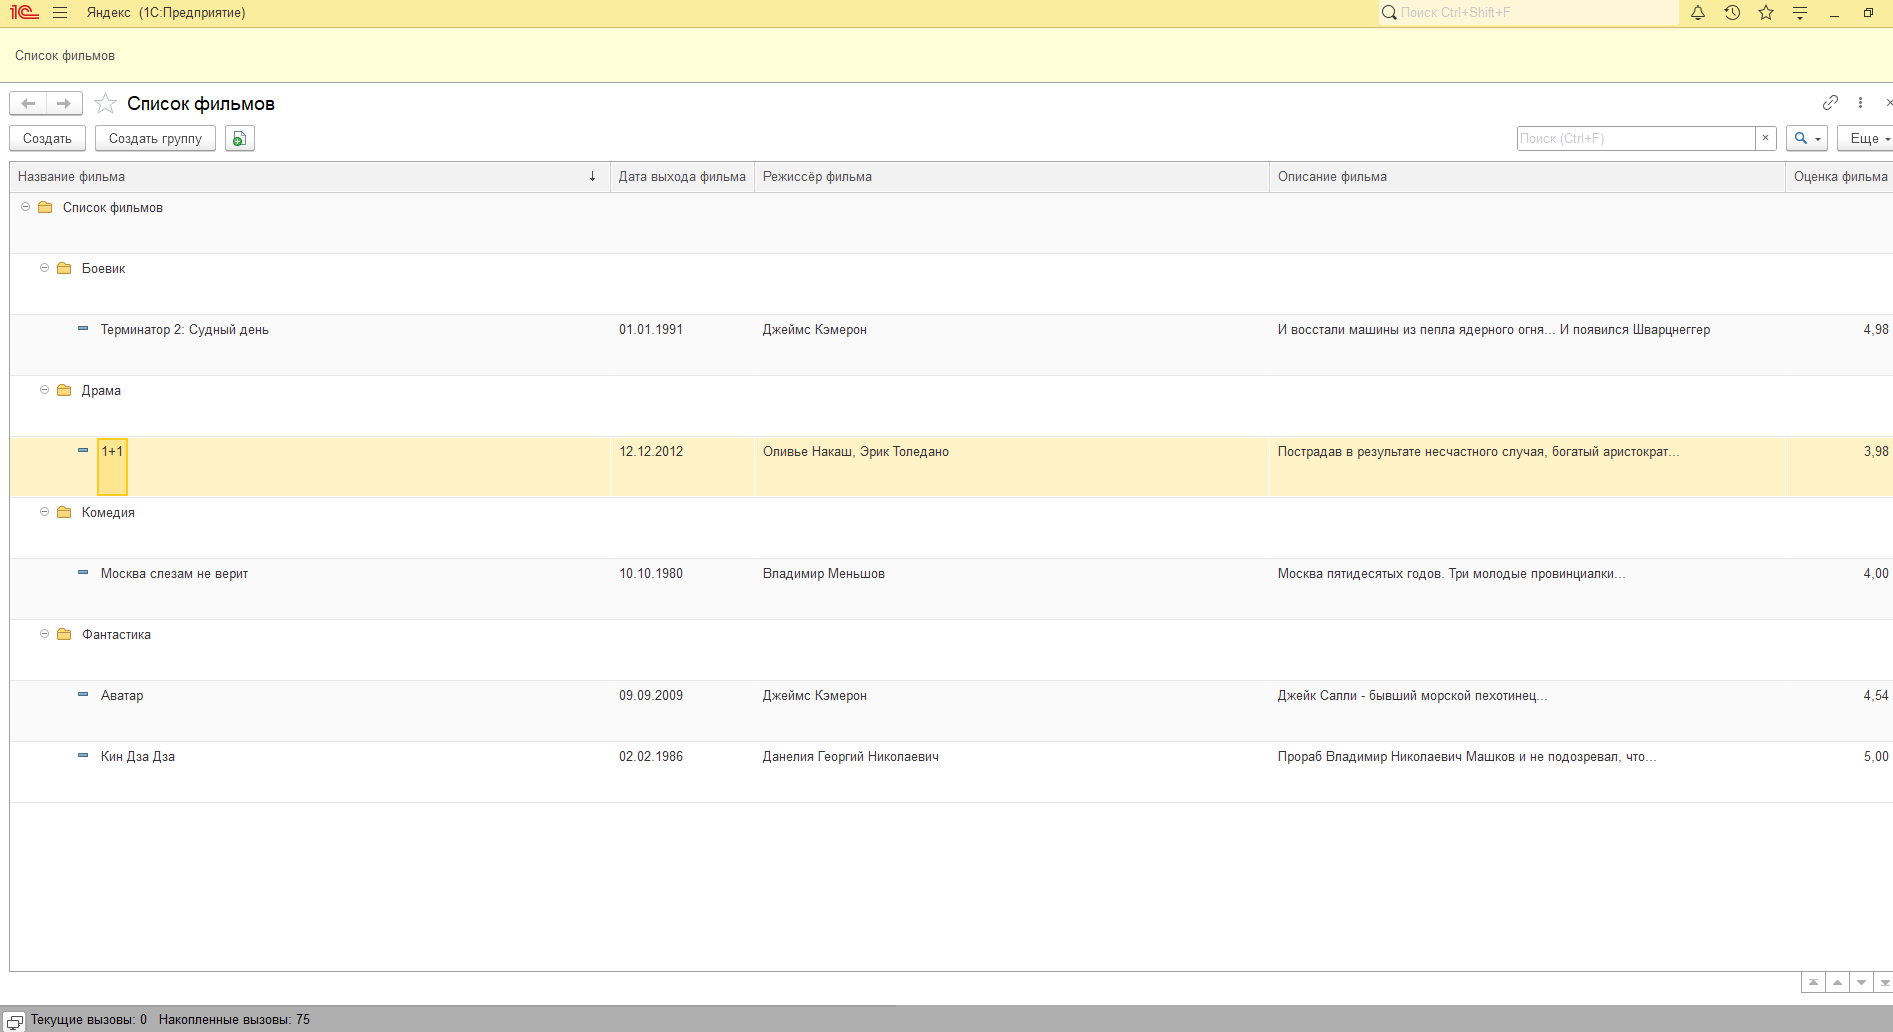 1С Яндекс (1С:Предприятие) Поиск Ctrl+Shift+F
Список фильмов
Список фильмов
Создать Создать группу Поиск (Ctrl+F) × Еще
Название фильма ↓ Дата выхода фильма Режиссёр фильма Описание фильма Оценка фильма
Список фильмов
Боевик
Терминатор 2: Судный день 01.01.1991 Джеймс Кэмерон И восстали машины из пепла ядерного огня... И появился Шварцнеггер 4,98
Драма
1+1 12.12.2012 Оливье Накаш, Эрик Толедано Пострадав в результате несчастного случая, богатый аристократ... 3,98
Комедия
Москва слезам не верит 10.10.1980 Владимир Меньшов Москва пятидесятых годов. Три молодые провинциалки... 4,00
Фантастика
Аватар 09.09.2009 Джеймс Кэмерон Джейк Салли - бывший морской пехотинец... 4,54
Кин Дза Дза 02.02.1986 Данелия Георгий Николаевич Прораб Владимир Николаевич Машков и не подозревал, что... 5,00
Текущие вызовы: 0 Накопленные вызовы: 75